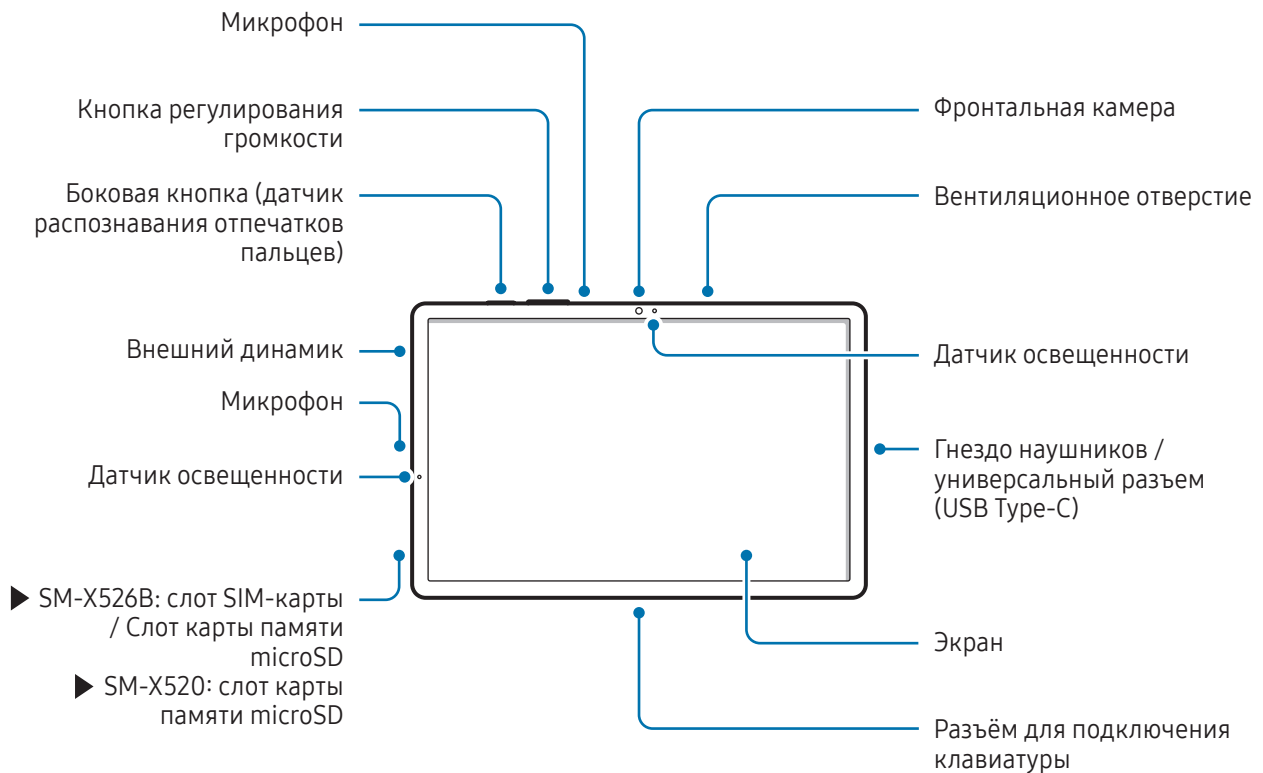 Микрофон
Кнопка регулирования
громкости
Боковая кнопка (датчик
распознавания отпечатков
пальцев)
Внешний динамик
Микрофон
Датчик освещенности
▶ SM-X526B: слот SIM-карты
/ Слот карты памяти
microSD
▶ SM-X520: слот карты
памяти microSD
Фронтальная камера
Вентиляционное отверстие
Датчик освещенности
Гнездо наушников /
универсальный разъем
(USB Type-C)
Экран
Разъём для подключения
клавиатуры